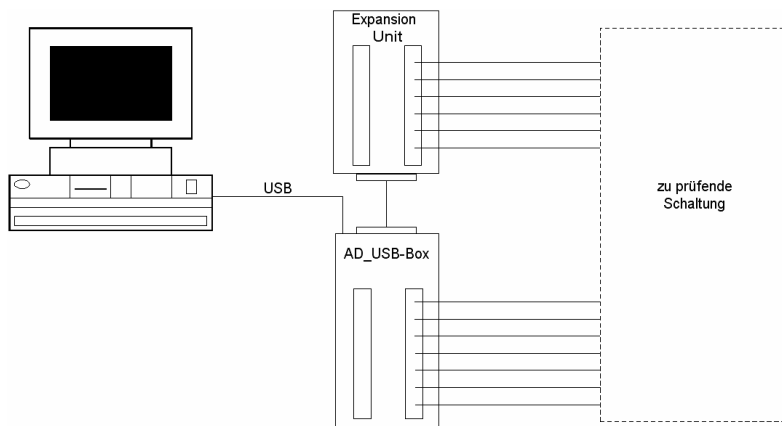 Expansion
Unit
USB
zu prüfende
Schaltung
AD_USB-Box